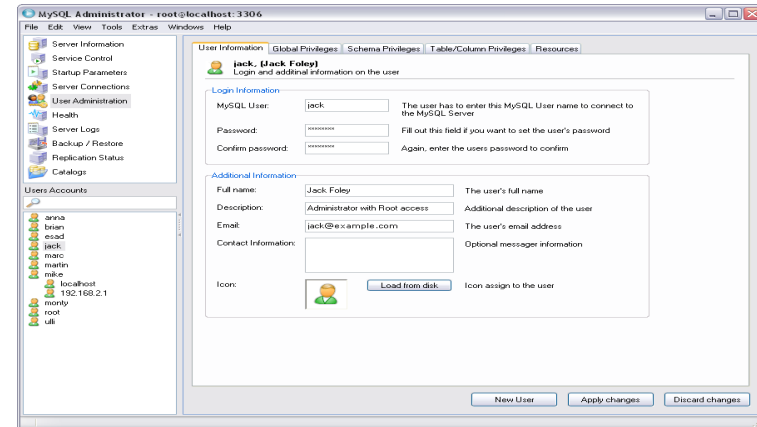 MySQL Administrator - root@localhost:3306
File Edit View Tools Extras Windows Help
Server Information
Service Control
Startup Parameters
Server Connections
User Administration
Health
Server Logs
Backup / Restore
Replication Status
Catalogs
Users Accounts
anna
brian
esad
jack
marc
martin
mike
localhost
192.168.2.1
monty
root
ulli
User Information Global Privileges Schema Privileges Table/Column Privileges Resources
jack, (Jack Foley)
Login and additinal information on the user
Login Information
MySQL User: jack The user has to enter this MySQL User name to connect to
the MySQL Server
Password: ******** Fill out this field if you want to set the user's password
Confirm password: ******** Again, enter the users password to confirm
Additional Information
Full name: Jack Foley The user's full name
Description: Administrator with Root access Additional description of the user
Email: jack@example.com The user's email address
Contact Information: Optional messager information
Icon: Load from disk Icon assign to the user
New User Apply changes Discard changes